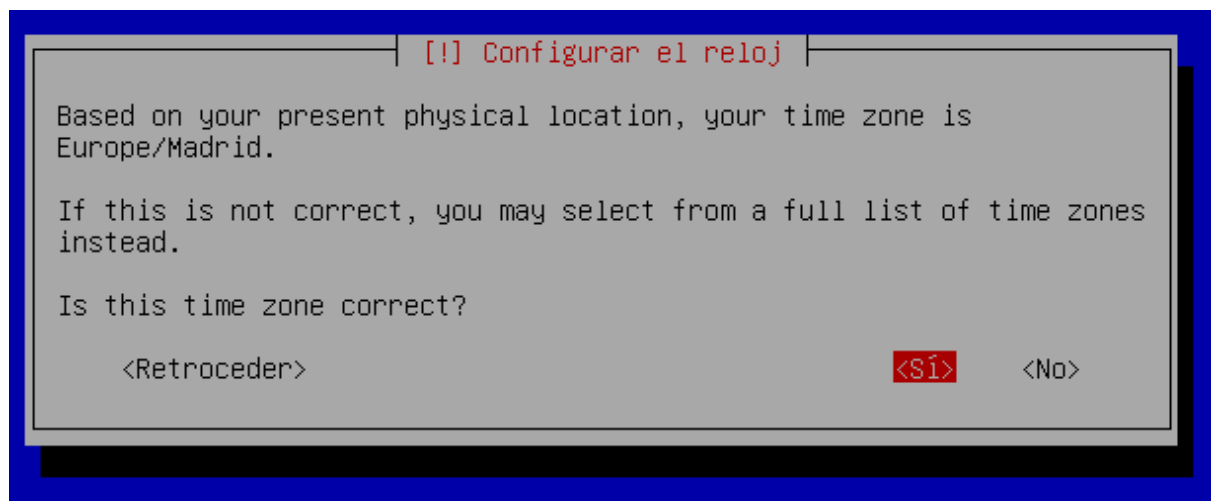 [!] Configurar el reloj
Based on your present physical location, your time zone is
Europe/Madrid.
If this is not correct, you may select from a full list of time zones
instead.
Is this time zone correct?
<Retroceder> <Sí> <No>